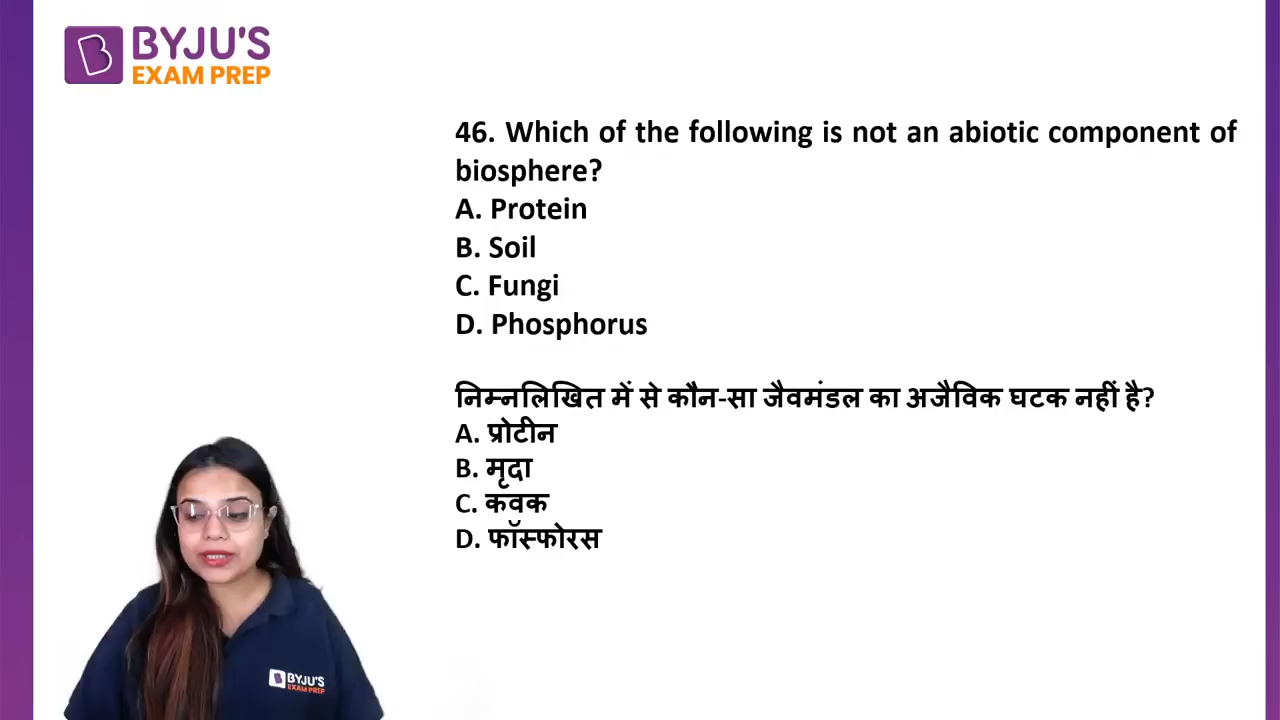 BYJU'S
EXAM PREP
46. Which of the following is not an abiotic component of
biosphere?
A. Protein
B. Soil
C. Fungi
D. Phosphorus
निम्नलिखित में से कौन-सा जैवमंडल का अजैविक घटक नहीं है?
A. प्रोटीन
B. मृदा
C. कवक
D. फॉस्फोरस
BYJU'S
EXAM PREP